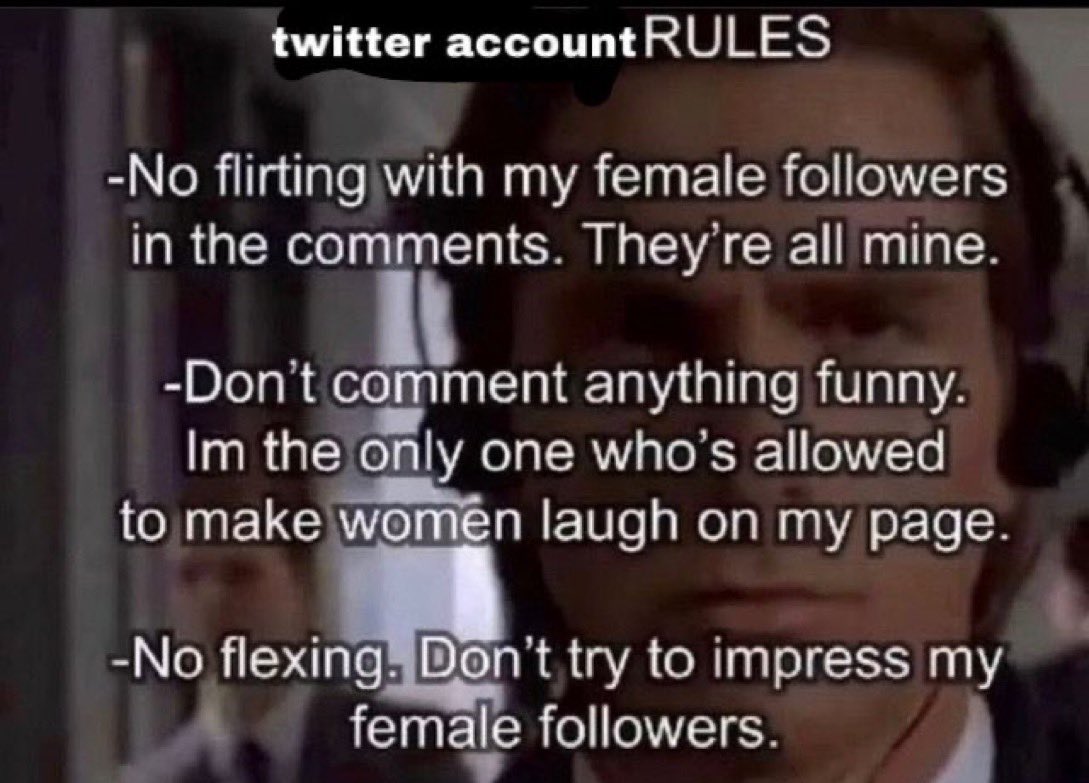 twitter account RULES
-No flirting with my female followers
in the comments. They're all mine.
-Don't comment anything funny.
Im the only one who's allowed
to make women laugh on my page.
-No flexing. Don't try to impress my
female followers.